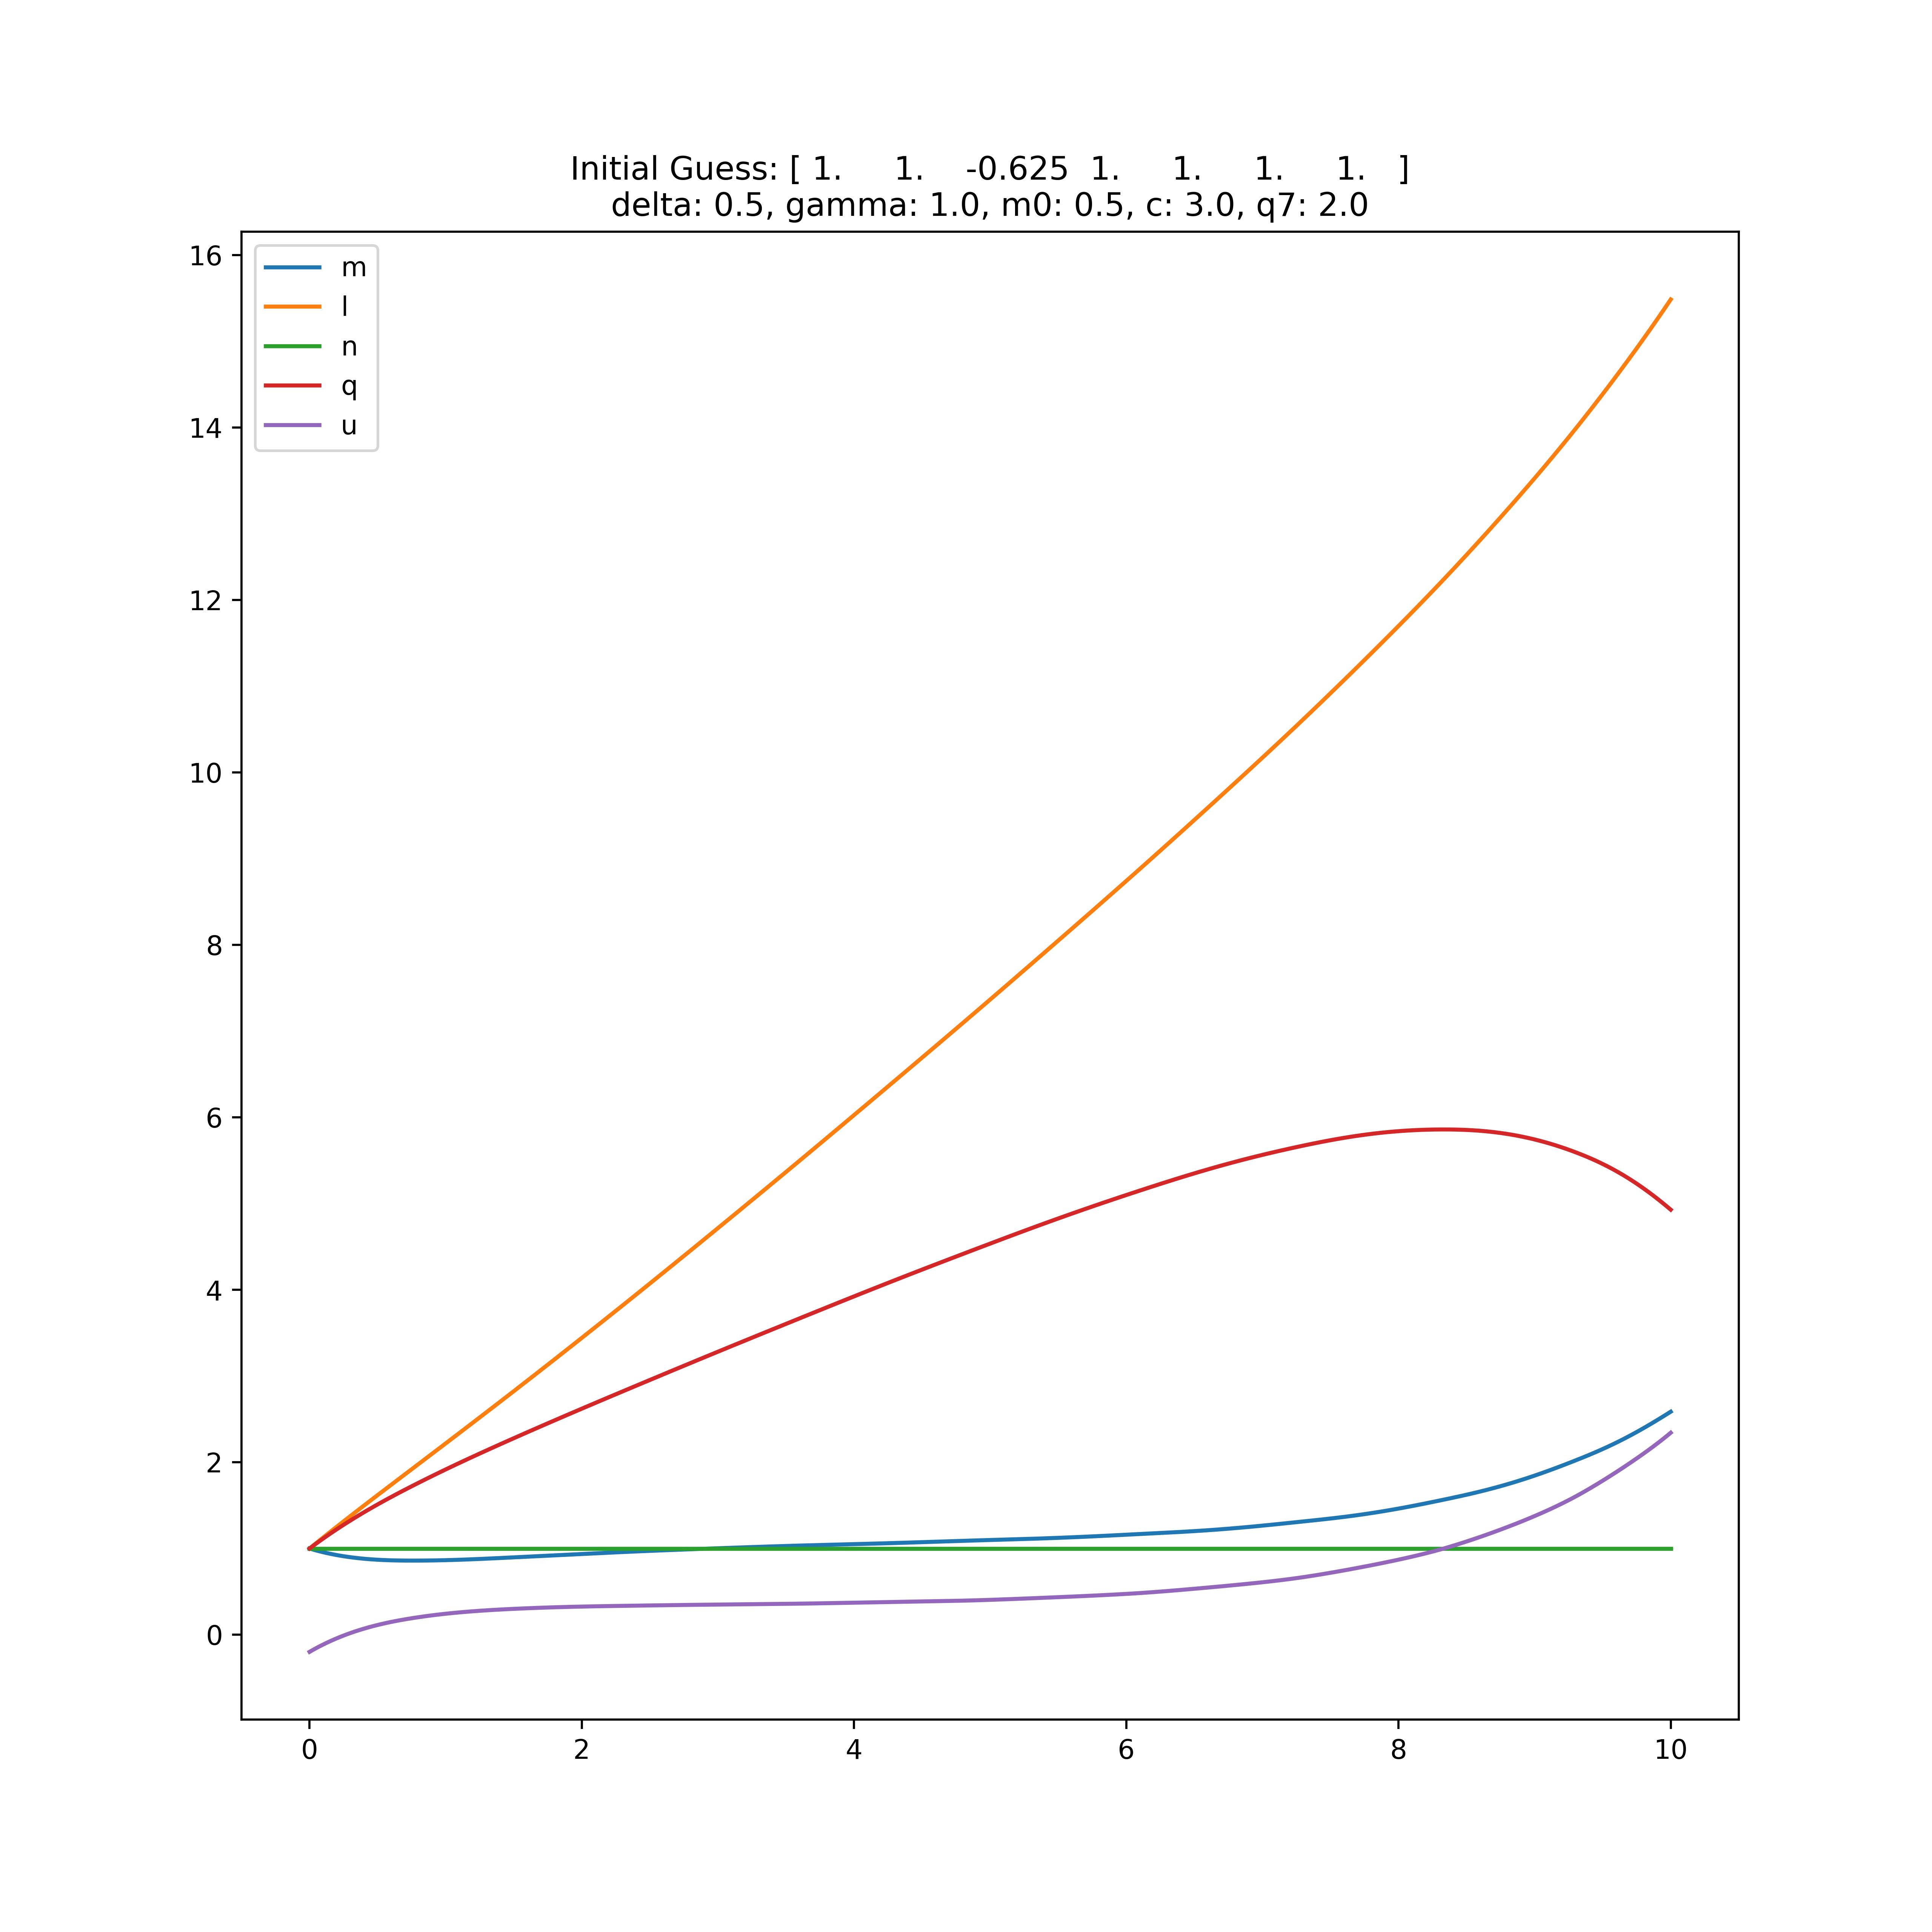 Initial Guess: [ 1. 1. -0.625 1. 1. 1. 1. ]
delta: 0.5, gamma: 1.0, m0: 0.5, c: 3.0, q7: 2.0
m
l
n
q
u
16
14
12
10
8
6
4
2
0
0 2 4 6 8 10